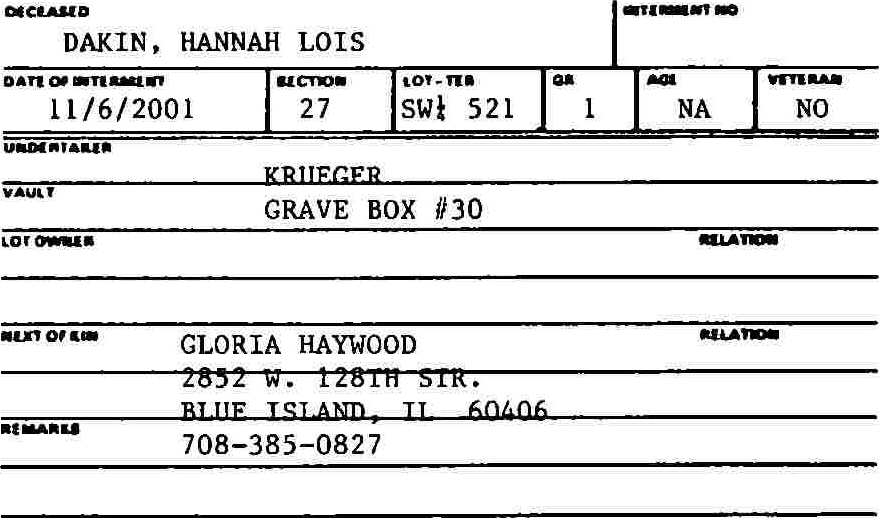 DECEASED INTERMENT NO
DAKIN, HANNAH LOIS
DATE OF INTERMENT SECTION LOT-TER GR AGE VETERAN
11/6/2001 27 SW¼ 521 1 NA NO
UNDERTAKER
KRUEGER
VAULT
GRAVE BOX #30
LOT OWNER RELATION
NEXT OF KIN RELATION
GLORIA HAYWOOD
2852 W. 128TH STR.
BLUE ISLAND, IL 60406
REMARKS
708-385-0827